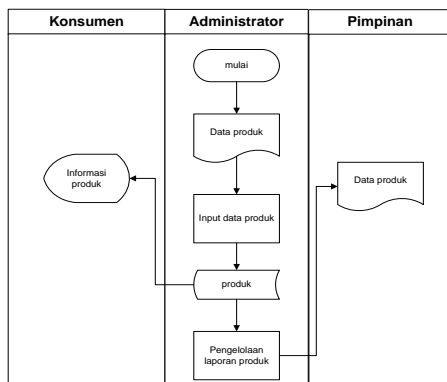 Konsumen
Administrator
Pimpinan
mulai
Data produk
Informasi
produk
Data produk
Input data produk
produk
Pengelolaan
laporan produk